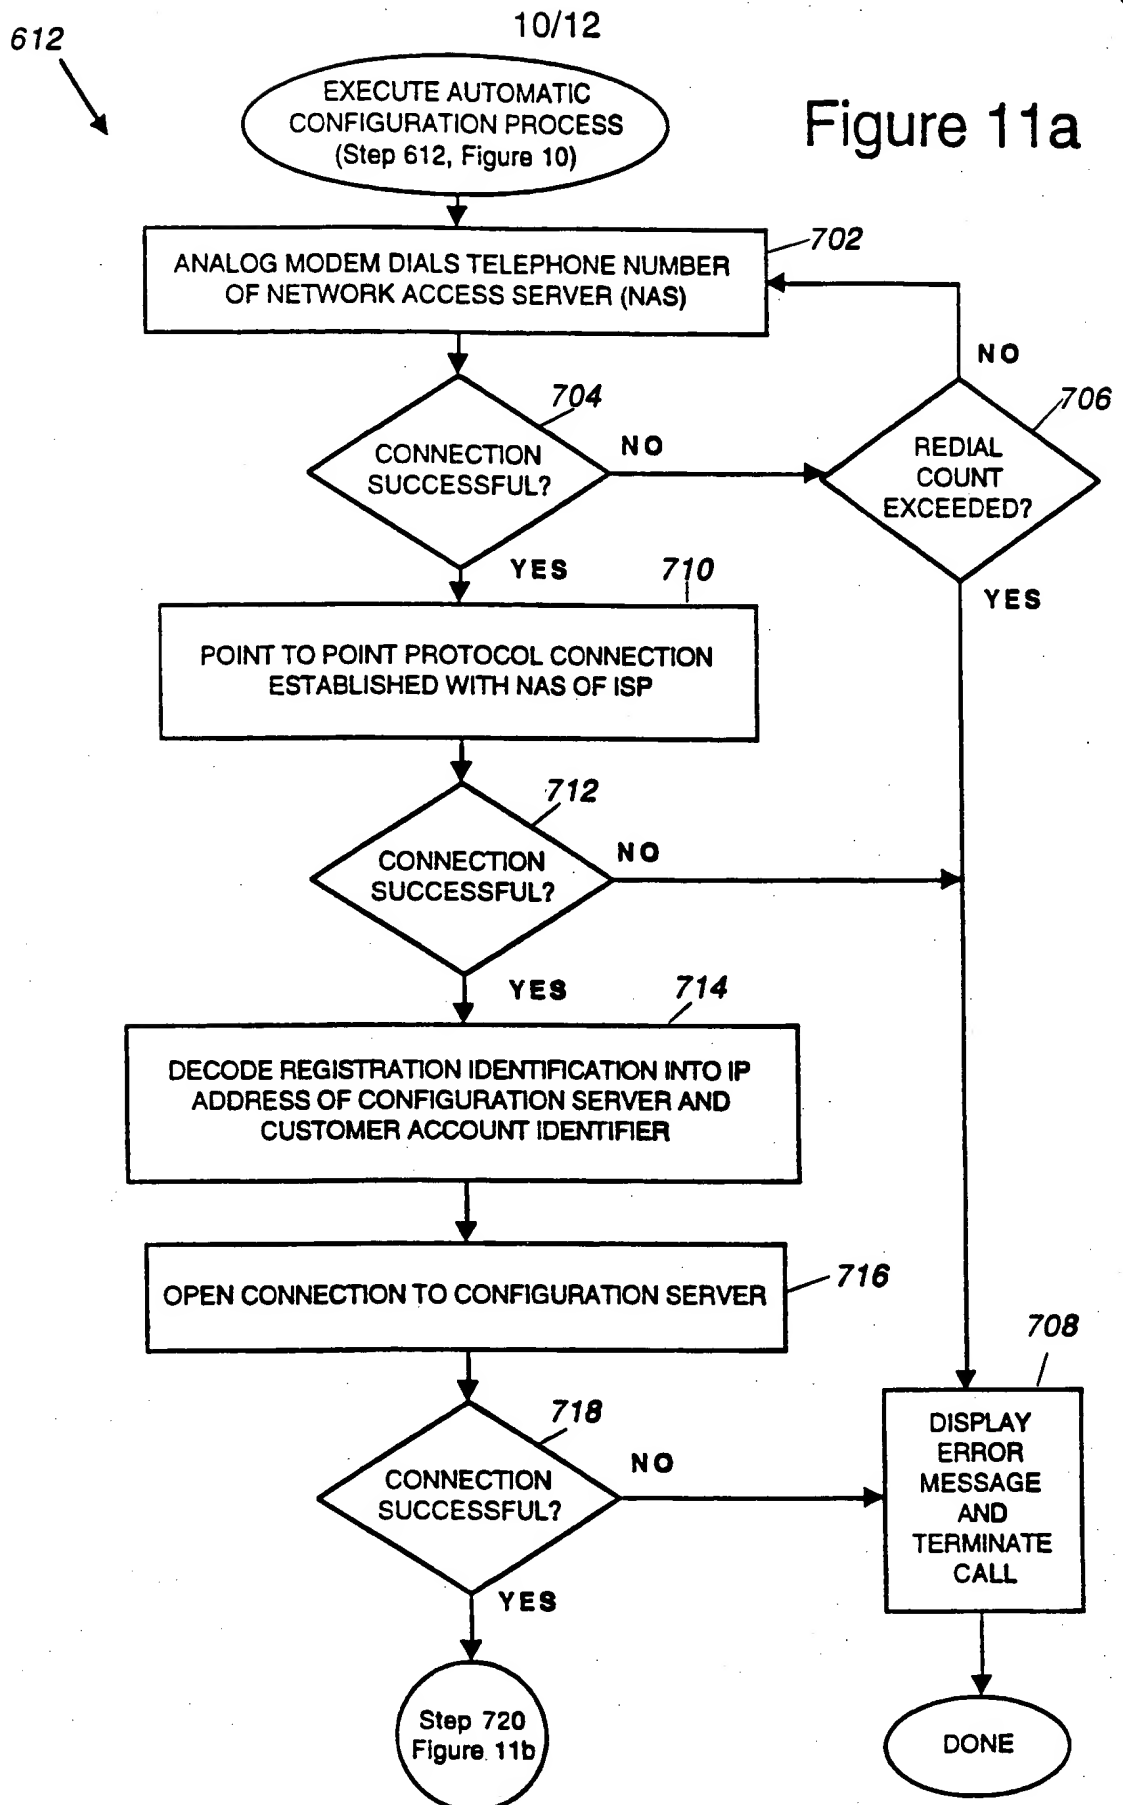 10/12
612
EXECUTE AUTOMATIC
CONFIGURATION PROCESS
(Step 612, Figure 10)
Figure 11a
702
ANALOG MODEM DIALS TELEPHONE NUMBER
OF NETWORK ACCESS SERVER (NAS)
NO
704
706
CONNECTION
SUCCESSFUL?
NO
REDIAL
COUNT
EXCEEDED?
YES
710
YES
POINT TO POINT PROTOCOL CONNECTION
ESTABLISHED WITH NAS OF ISP
712
CONNECTION
SUCCESSFUL?
NO
YES
714
DECODE REGISTRATION IDENTIFICATION INTO IP
ADDRESS OF CONFIGURATION SERVER AND
CUSTOMER ACCOUNT IDENTIFIER
716
OPEN CONNECTION TO CONFIGURATION SERVER
708
718
CONNECTION
SUCCESSFUL?
NO
DISPLAY
ERROR
MESSAGE
AND
TERMINATE
CALL
YES
Step 720
Figure 11b
DONE